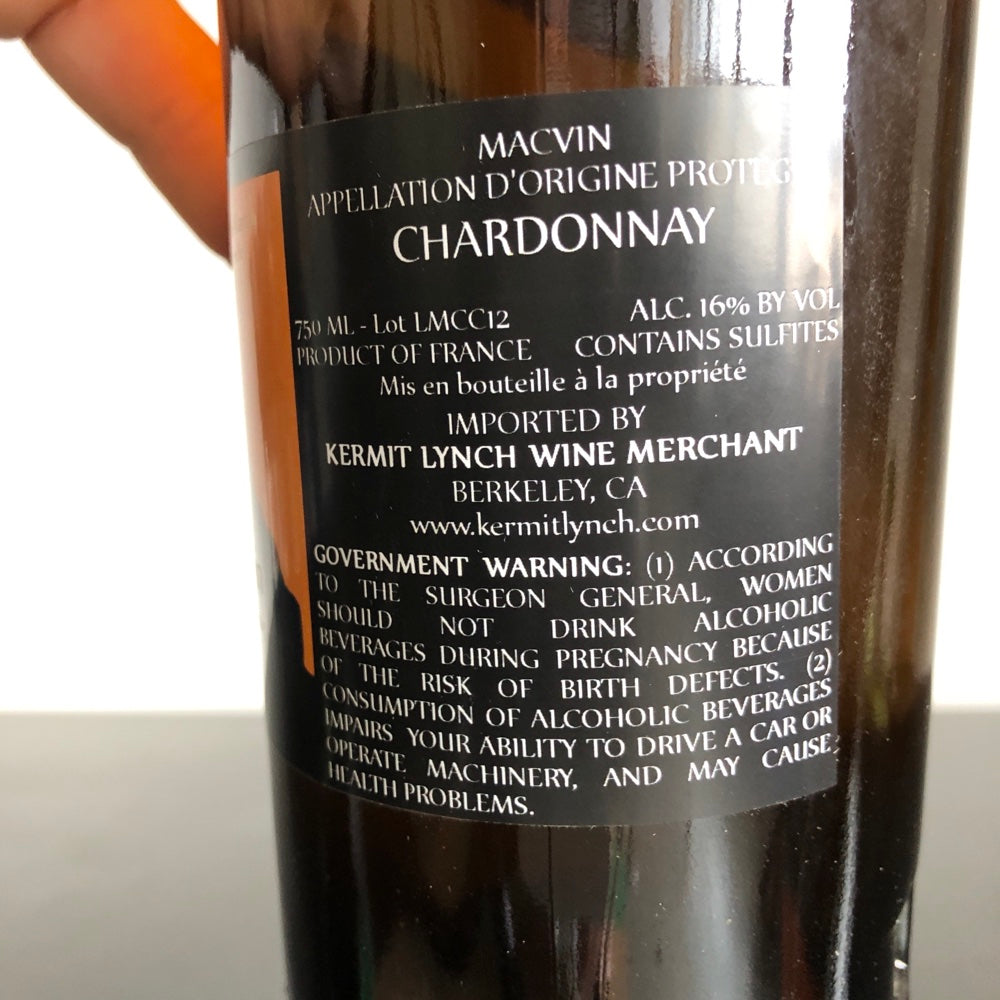 MACVIN
APPELLATION D'ORIGINE
CHARDONNAY
750 ML - Lot LMCC12
ALC. 16% BY VOL
PRODUCT OF FRANCE
CONTAINS SULFITES
Mis en bouteille à la propriété
IMPORTED BY
KERMIT LYNCH WINE MERCHANT
BERKELEY, CA
www.kermitlynch.com
GOVERNMENT WARNING: (1) ACCORDING
TO THE SURGEON GENERAL, WOMEN
SHOULD NOT DRINK ALCOHOLIC
BEVERAGES DURING PREGNANCY BECAUSE
OF THE RISK OF BIRTH DEFECTS. (2)
CONSUMPTION OF ALCOHOLIC BEVERAGES
IMPAIRS YOUR ABILITY TO DRIVE A CAR OR
OPERATE MACHINERY, AND MAY CAUSE
HEALTH PROBLEMS.